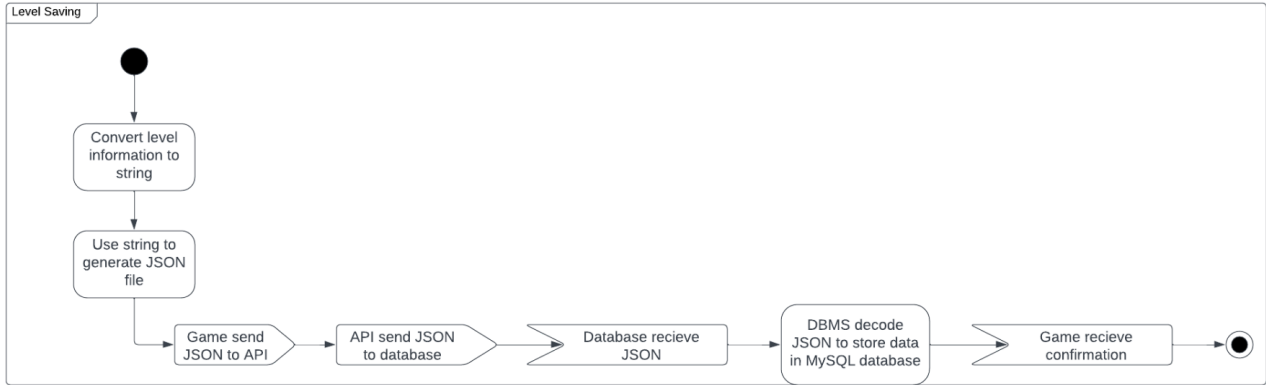 Level Saving
Convert level
information to
string
Use string to
generate JSON
file
Game send
JSON to API
API send JSON
to database
Database recieve
JSON
DBMS decode
JSON to store data
in MySQL database
Game recieve
confirmation